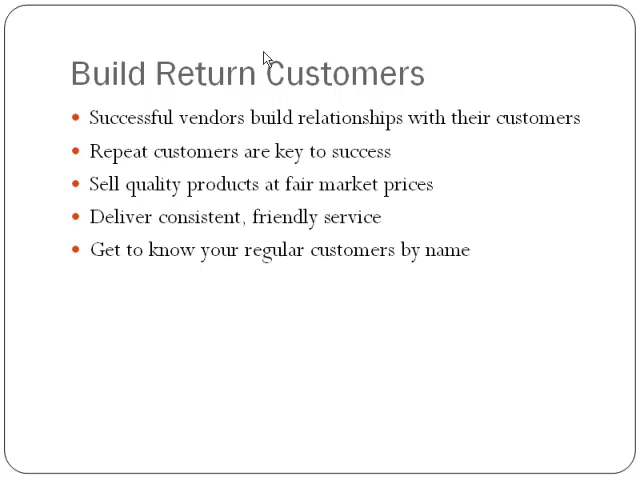 Build Return Customers
Successful vendors build relationships with their customers
Repeat customers are key to success
Sell quality products at fair market prices
Deliver consistent, friendly service
Get to know your regular customers by name